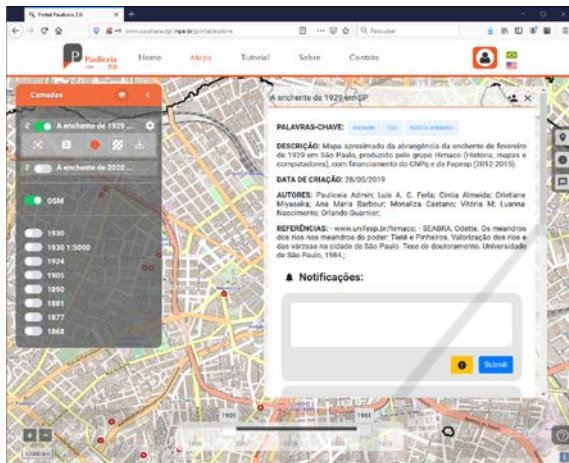 Portal Pauliceia 2.0
Pesquisar
Pauliceia
Home
Mapa
Tutorial
Sobre
Contato
Camadas
A enchente de 1929 ...
A enchente de 2020 ...
OSM
1930
1930 1:5000
1924
1905
1890
1881
1877
1868
A enchente de 1929 em SP
PALAVRAS-CHAVE: enchente
DESCRIÇÃO: Mapa aproximado da abrangência da enchente de fevereiro
de 1929 em São Paulo, produzido pelo grupo Himaco (História, mapas e
computadores), com financiamento do CNPq e da Fapesp (2012-2015).
DATA DE CRIAÇÃO: 28/05/2019
AUTORES: Pauliceia Admin; Luis A. C. Ferla; Cintia Almeida; Cristiane
Miyasaka; Ana Maria Barbour; Monaliza Caetano; Vitória M; Luanna
Nascimento; Orlando Guarnier;
REFERÊNCIAS: - www.unifesp.br/himaco; - SEABRA, Odette. Os meandros
dos rios nos meandros do poder: Tietê e Pinheiros. Valorização dos rios e
das várzeas na cidade de São Paulo. Tese de doutoramento. Universidade
de São Paulo, 1984.;
Notificações:
Submit
1901
1961